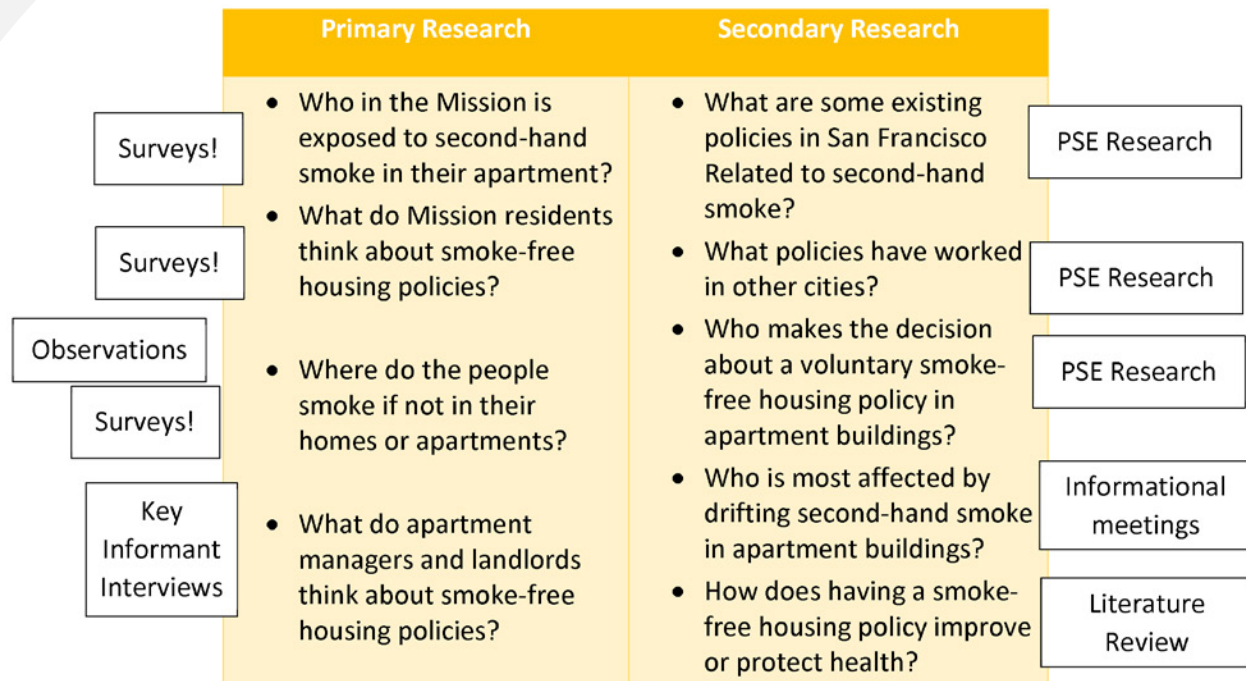 Primary Research
Secondary Research
Surveys!
• Who in the Mission is
exposed to second-hand
smoke in their apartment?
Surveys!
• What do Mission residents
think about smoke-free
housing policies?
Observations
Surveys!
• Where do the people
smoke if not in their
homes or apartments?
Key
Informant
Interviews
• What do apartment
managers and landlords
think about smoke-free
housing policies?
• What are some existing
policies in San Francisco
Related to second-hand
smoke?
PSE Research
• What policies have worked
in other cities?
PSE Research
• Who makes the decision
about a voluntary smoke-
free housing policy in
apartment buildings?
PSE Research
• Who is most affected by
drifting second-hand smoke
in apartment buildings?
Informational
meetings
• How does having a smoke-
free housing policy improve
or protect health?
Literature
Review